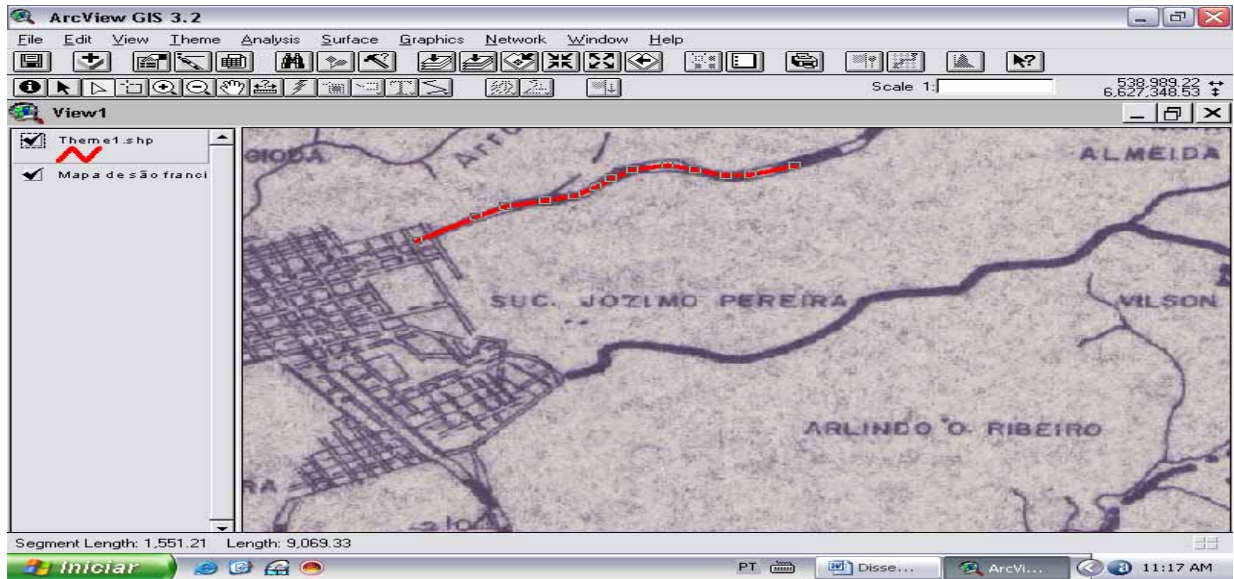 ArcView GIS 3.2
File Edit View Theme Analysis Surface Graphics Network Window Help
Scale 1:
538,989.22
6,627,348.53
View1
Theme1.shp
Mapa de são franci
GIODA
Arro
ALMEIDA
SUC. JOZIMO PEREIRA
VILSON
ARLINDO O. RIBEIRO
RA
Segment Length: 1,551.21 Length: 9,069.33
Iniciar PT Disse... ArcVi... 11:17 AM